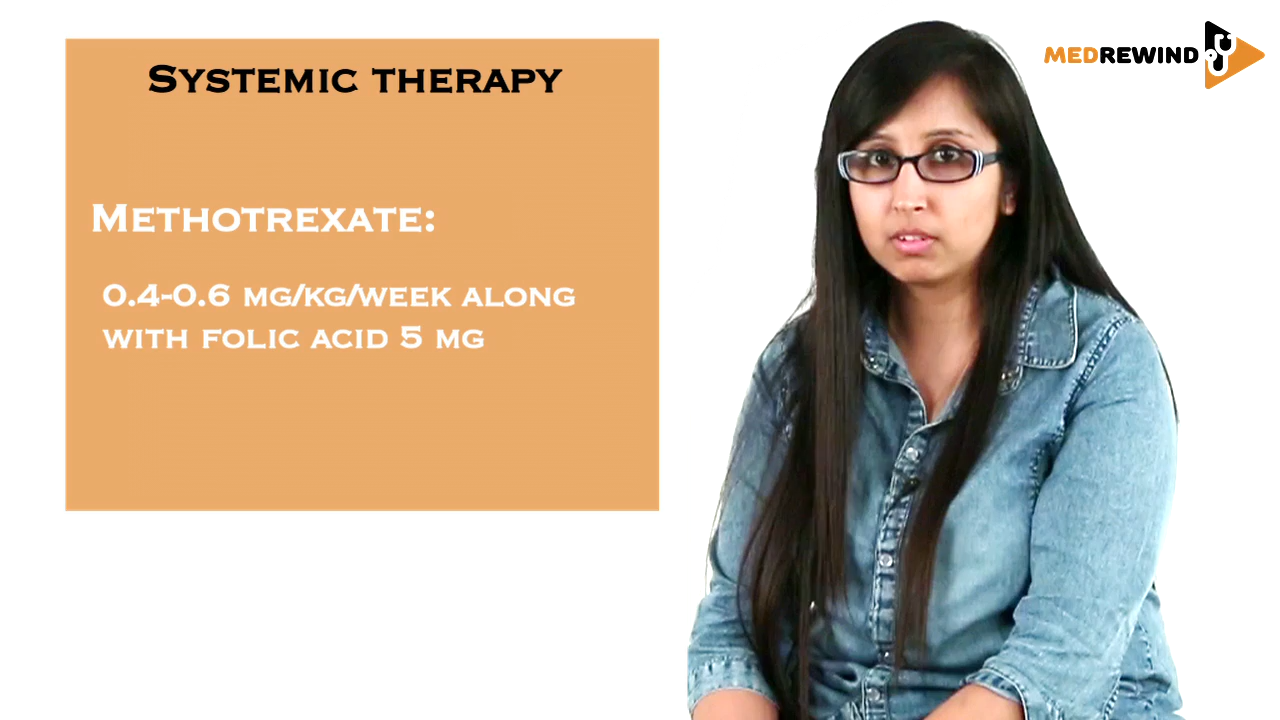 Systemic therapy
MEDREWIND
Methotrexate:
0.4-0.6 mg/kg/week along
with folic acid 5 mg